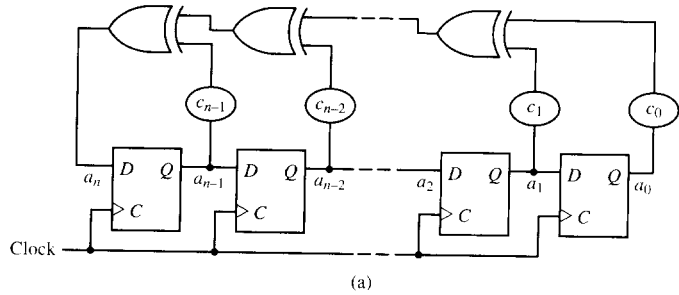 c_{n-1} c_{n-2} c_1 c_0
D Q D Q D Q D Q
a_n a_{n-1} a_{n-2} a_2 a_1 a_0
C C C C
Clock
(a)